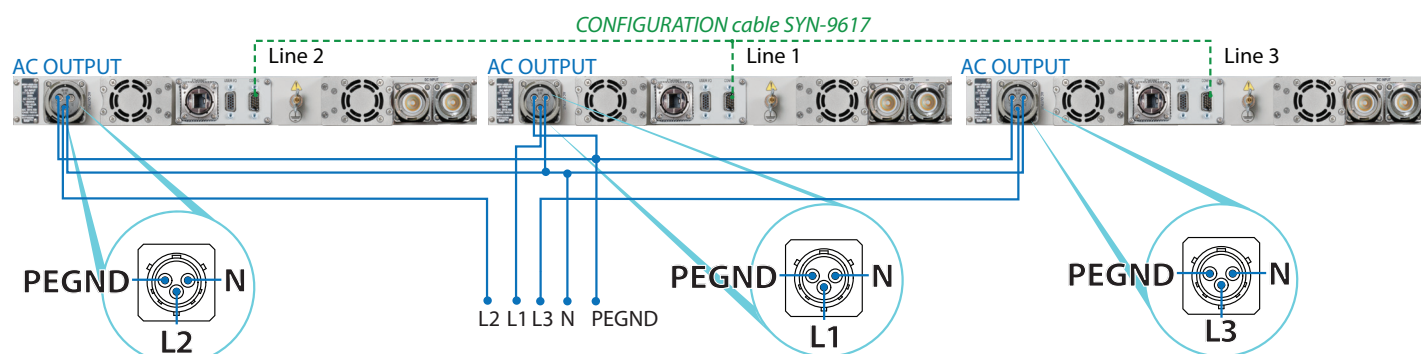 CONFIGURATION cable SYN-9617
Line 2
Line 1
Line 3
AC OUTPUT
AC OUTPUT
AC OUTPUT
PEGND
N
L2
L2 L1 L3 N PEGND
PEGND
N
L1
PEGND
N
L3